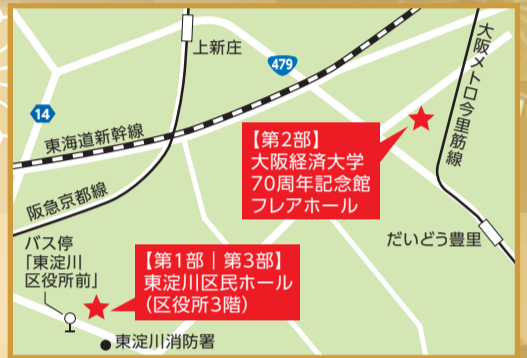 上新庄
479
大阪メトロ今里筋線
14
東海道新幹線
【第2部】
大阪経済大学
70周年記念館
フレアホール
阪急京都線
だいどう豊里
バス停
「東淀川
区役所前」
【第1部|第3部】
東淀川区民ホール
(区役所3階)
東淀川消防署